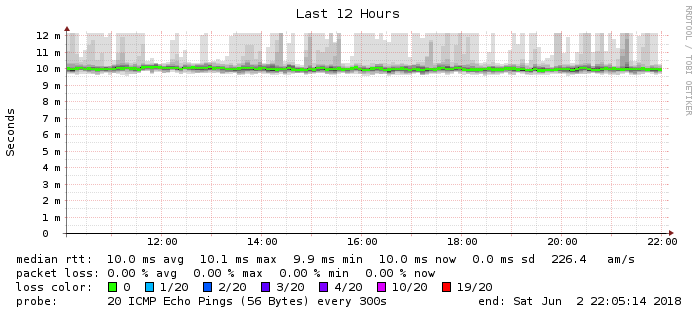 Last 12 Hours
RRDTOOL / TOBI OETIKER
Seconds
12 m
11 m
10 m
9 m
8 m
7 m
6 m
5 m
4 m
3 m
2 m
1 m
0
12:00 14:00 16:00 18:00 20:00 22:00
median rtt: 10.0 ms avg 10.1 ms max 9.9 ms min 10.0 ms now 0.0 ms sd 226.4 am/s
packet loss: 0.00 % avg 0.00 % max 0.00 % min 0.00 % now
loss color: 0 1/20 2/20 3/20 4/20 10/20 19/20
probe: 20 ICMP Echo Pings (56 Bytes) every 300s end: Sat Jun 2 22:05:14 2018